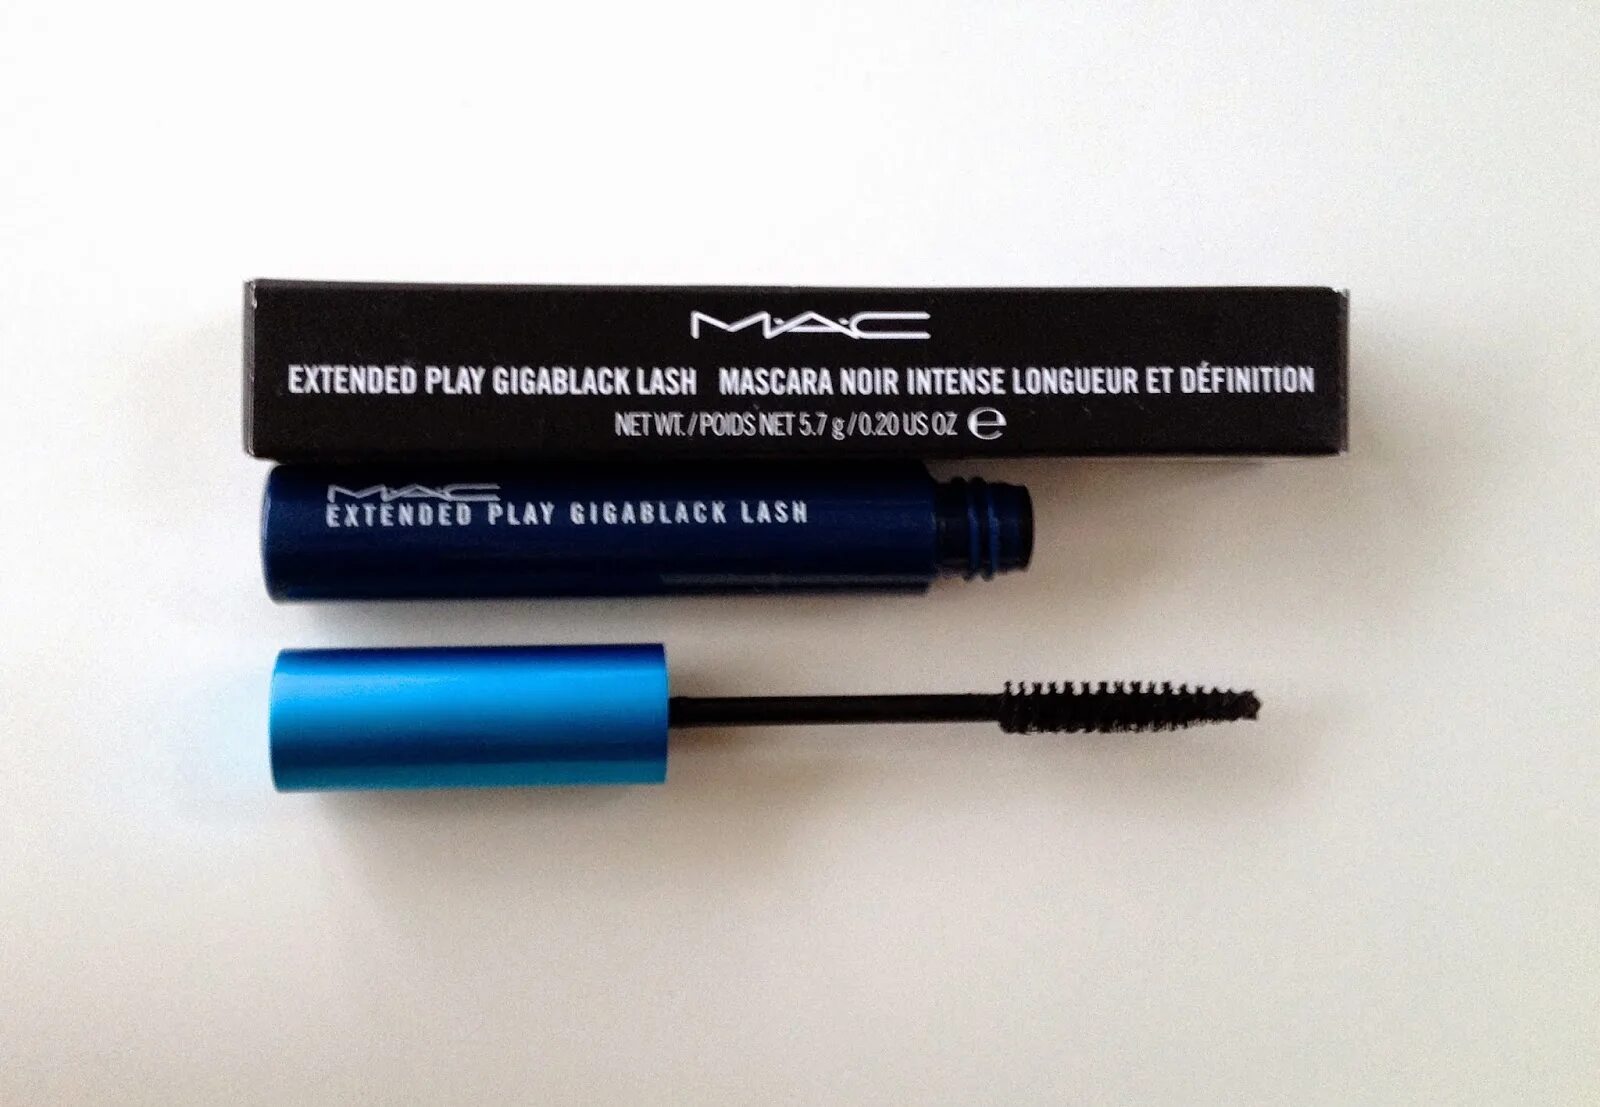 M·A·C
EXTENDED PLAY GIGABLACK LASH MASCARA NOIR INTENSE LONGUEUR ET DÉFINITION
NET WT./POIDS NET 5.7 g/0.20 US OZ ℮
M·A·C
EXTENDED PLAY GIGABLACK LASH